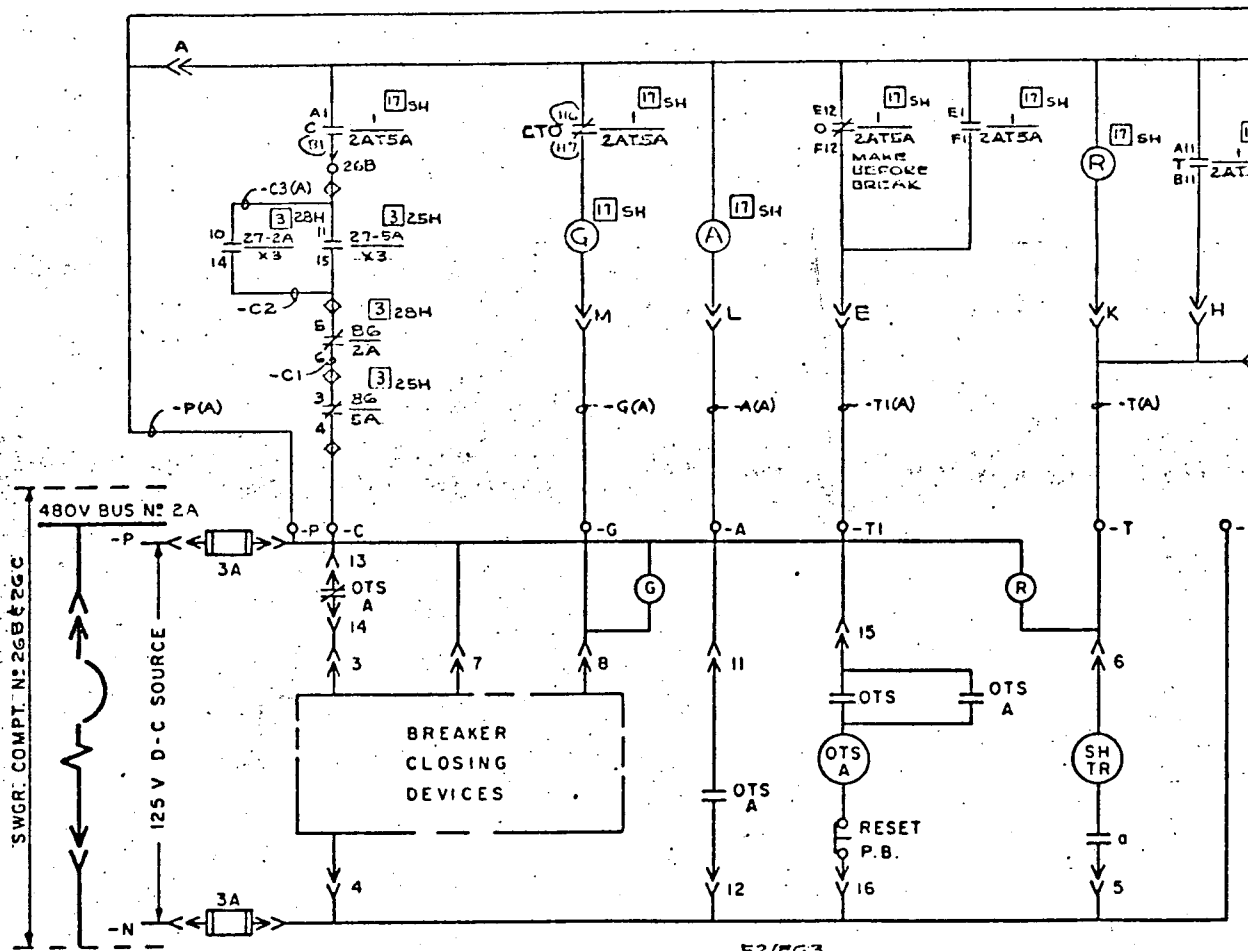 A
A1
C
B1
17 SH
1
2AT5A
26B
-C3(A)
3 28H
10
27-2A
X3
14
3 25H
11
27-5A
X3
15
-C2
3 28H
5
86
2A
6
-C1
3 25H
3
86
5A
4
-P(A)
CTO
H6
H7
17 SH
1
2AT5A
17 SH
G
M
-G(A)
17 SH
A
L
-A(A)
E12
O
F12
17 SH
1
2AT5A
MAKE
BEFORE
BREAK
E1
F1
17 SH
1
2AT5A
E
-T1(A)
17 SH
R
K
-T(A)
A11
T
B11
1
H
SWGR. COMPT. Nº 26B & 26C
480V BUS Nº 2A
-P
3A
-P
-C
-G
-A
-T1
-T
-
125 V D-C SOURCE
13
OTS
A
14
3
7
8
G
11
15
R
6
BREAKER
CLOSING
DEVICES
OTS
A
OTS
OTS
A
OTS
A
SH
TR
RESET
P.B.
a
4
12
16
5
-N
3A